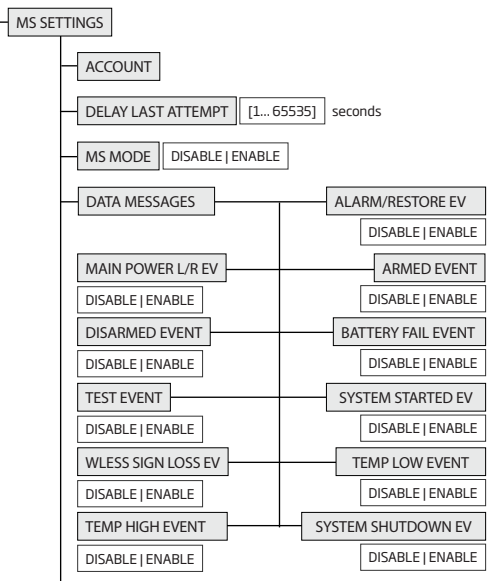 MS SETTINGS
ACCOUNT
DELAY LAST ATTEMPT [1... 65535] seconds
MS MODE DISABLE | ENABLE
DATA MESSAGES ALARM/RESTORE EV
DISABLE | ENABLE
MAIN POWER L/R EV ARMED EVENT
DISABLE | ENABLE DISABLE | ENABLE
DISARMED EVENT BATTERY FAIL EVENT
DISABLE | ENABLE DISABLE | ENABLE
TEST EVENT SYSTEM STARTED EV
DISABLE | ENABLE DISABLE | ENABLE
WLESS SIGN LOSS EV TEMP LOW EVENT
DISABLE | ENABLE DISABLE | ENABLE
TEMP HIGH EVENT SYSTEM SHUTDOWN EV
DISABLE | ENABLE DISABLE | ENABLE